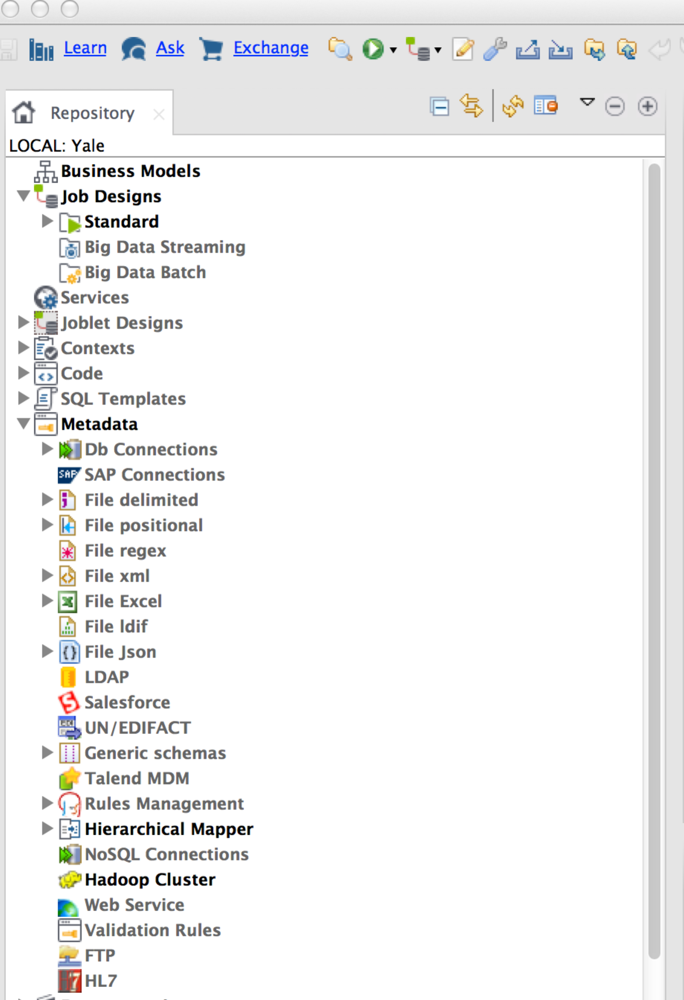 Learn Ask Exchange
Repository
LOCAL: Yale
Business Models
Job Designs
Standard
Big Data Streaming
Big Data Batch
Services
Joblet Designs
Contexts
Code
SQL Templates
Metadata
Db Connections
SAP SAP Connections
File delimited
File positional
File regex
File xml
File Excel
File ldif
File Json
LDAP
Salesforce
UN/EDIFACT
Generic schemas
Talend MDM
Rules Management
Hierarchical Mapper
NoSQL Connections
Hadoop Cluster
Web Service
Validation Rules
FTP
HL7